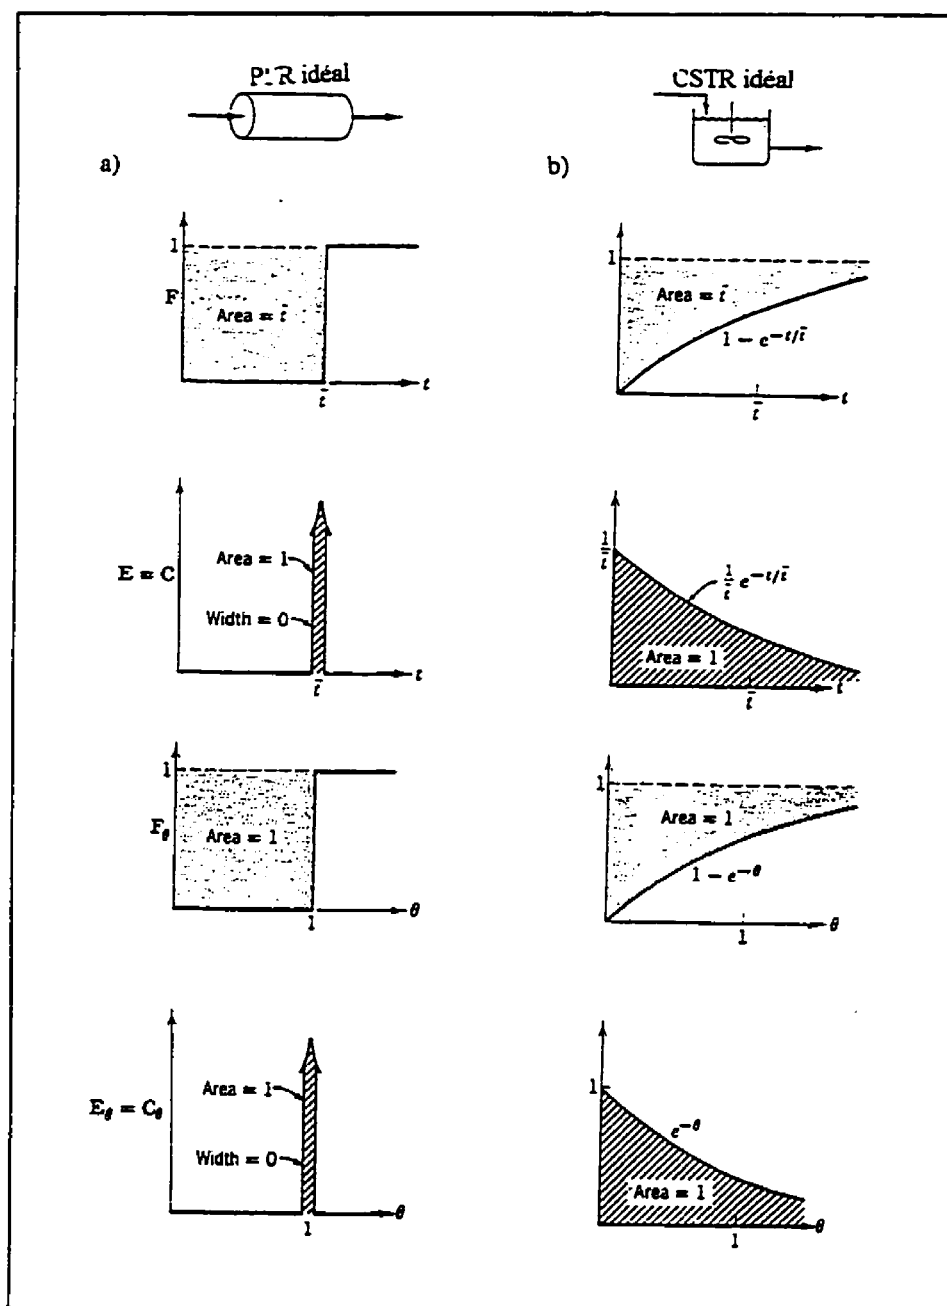 PFR idéal
CSTR idéal
a)
b)
1
F
Area = t̄
t̄
t
1
Area = t̄
1 − e^{−t/t̄}
t̄
t
E = C
Area = 1
Width = 0
t̄
t
1/t̄
1/t̄ e^{−t/t̄}
Area = 1
t̄
t
1
F_θ
Area = 1
1
θ
1
Area = 1
1 − e^{−θ}
1
θ
E_θ = C_θ
Area = 1
Width = 0
1
θ
1
e^{−θ}
Area = 1
1
θ